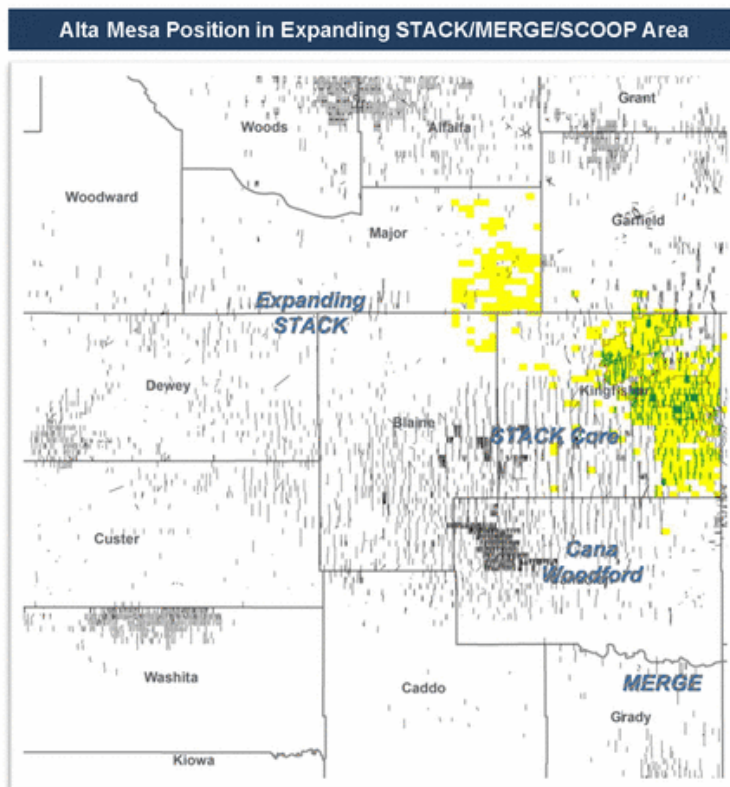 Alta Mesa Position in Expanding STACK/MERGE/SCOOP Area
Grant
Woods
Alfalfa
Woodward
Garfield
Major
Expanding
STACK
Dewey
Kingfisher
Blaine
STACK Core
Custer
Cana
Woodford
Washita
Caddo
MERGE
Grady
Kiowa